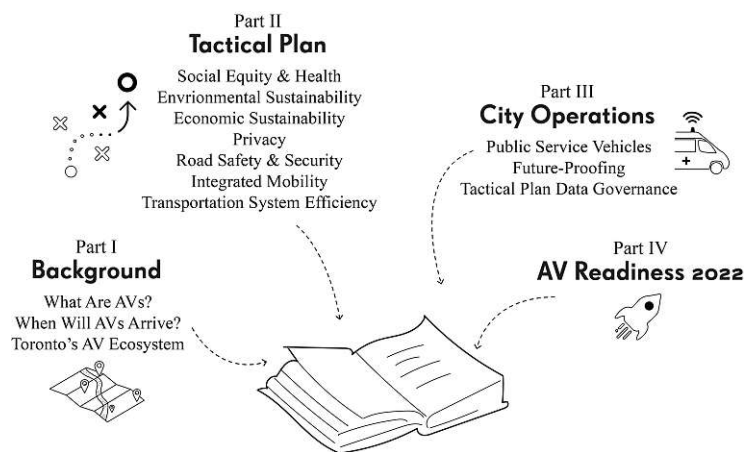 Part I
Background
What Are AVs?
When Will AVs Arrive?
Toronto's AV Ecosystem
Part II
Tactical Plan
Social Equity & Health
Envrionmental Sustainability
Economic Sustainability
Privacy
Road Safety & Security
Integrated Mobility
Transportation System Efficiency
Part III
City Operations
Public Service Vehicles
Future-Proofing
Tactical Plan Data Governance
Part IV
AV Readiness 2022